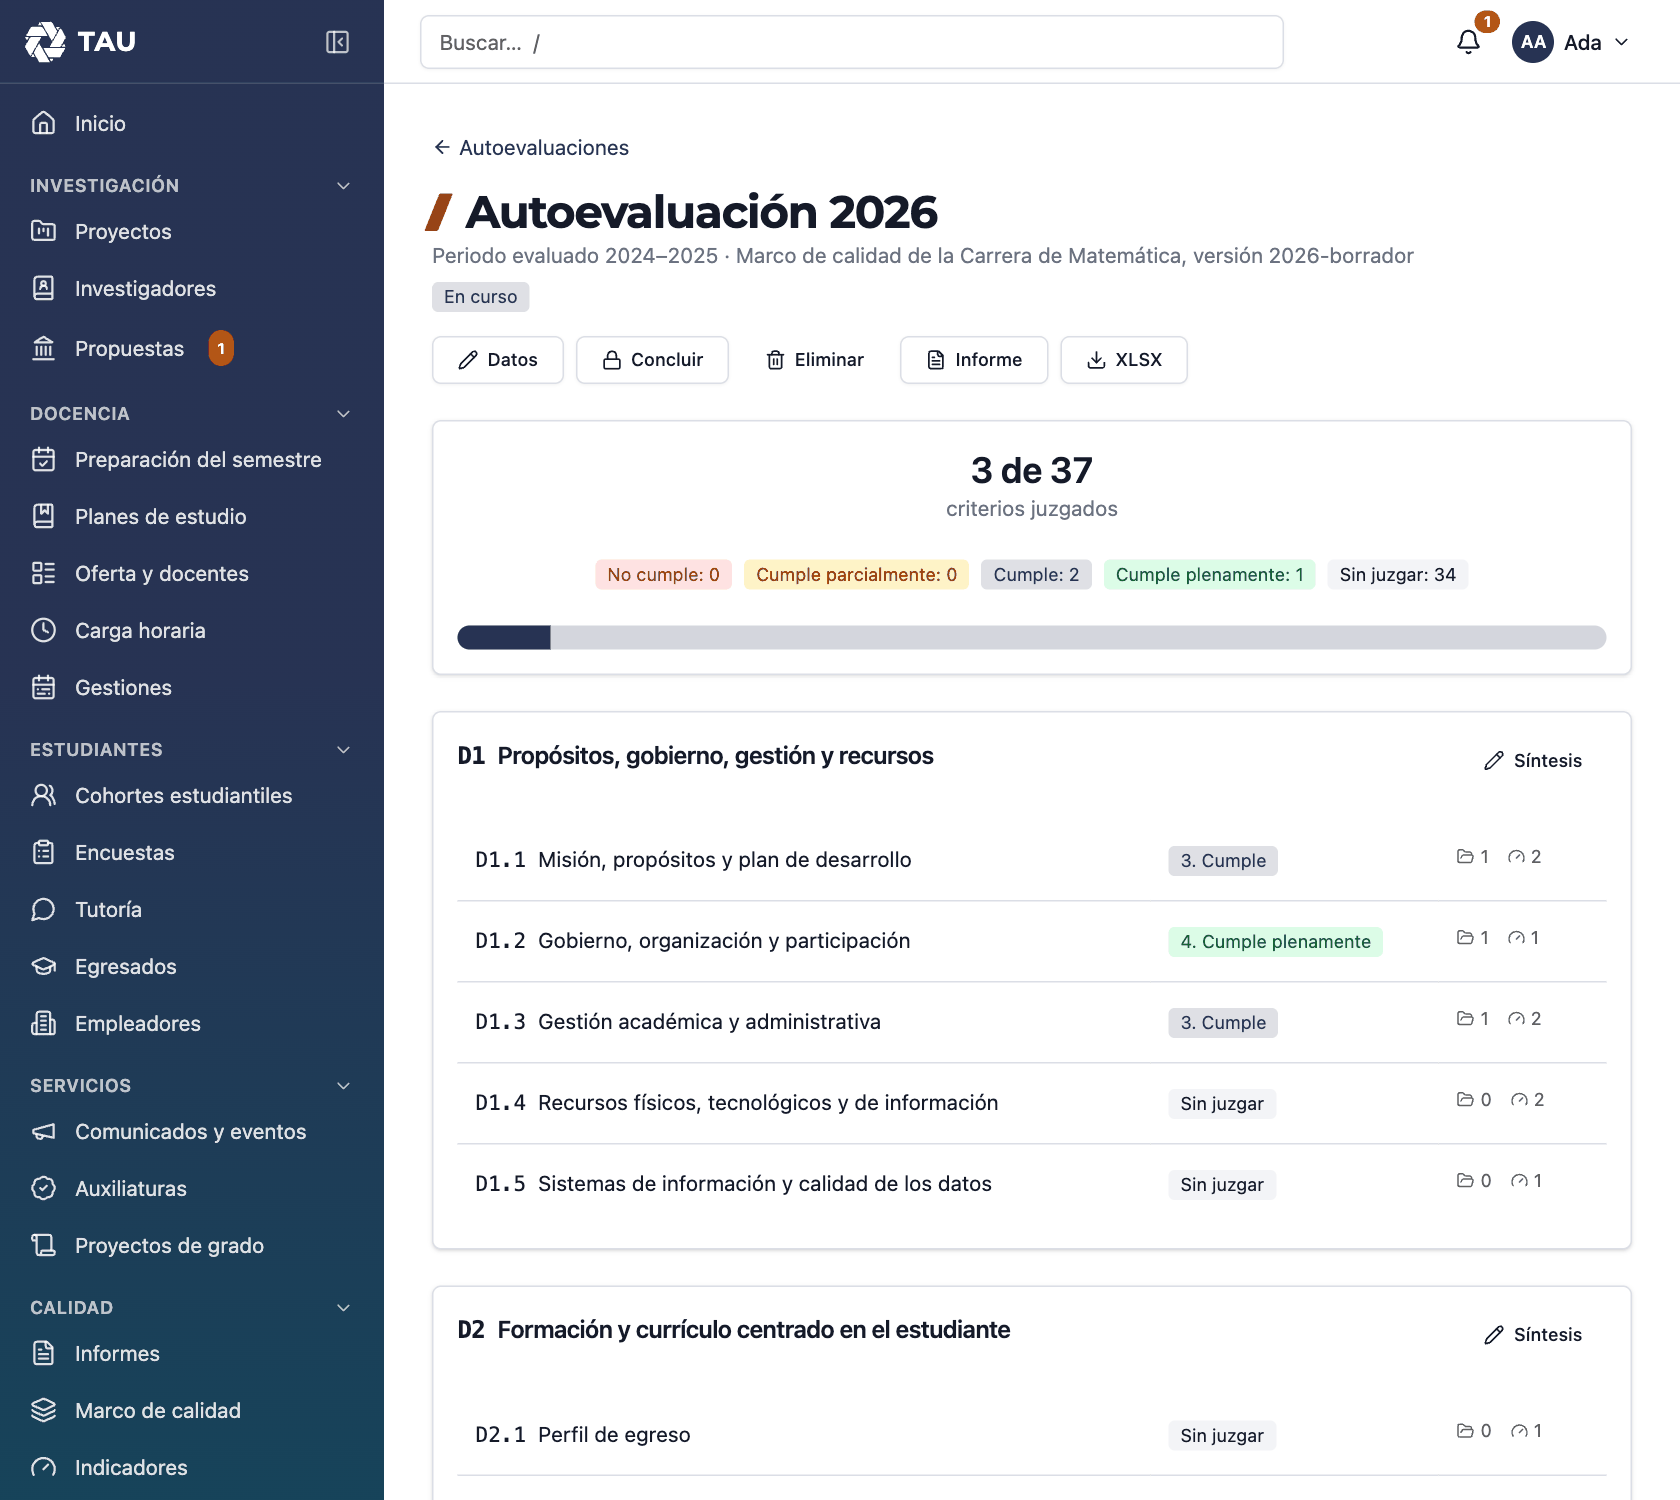 TAU
Buscar... /
1
AA Ada
Inicio
INVESTIGACIÓN
Proyectos
Investigadores
Propuestas 1
DOCENCIA
Preparación del semestre
Planes de estudio
Oferta y docentes
Carga horaria
Gestiones
ESTUDIANTES
Cohortes estudiantiles
Encuestas
Tutoría
Egresados
Empleadores
SERVICIOS
Comunicados y eventos
Auxiliaturas
Proyectos de grado
CALIDAD
Informes
Marco de calidad
Indicadores
← Autoevaluaciones
Autoevaluación 2026
Periodo evaluado 2024–2025 · Marco de calidad de la Carrera de Matemática, versión 2026-borrador
En curso
Datos Concluir Eliminar Informe XLSX
3 de 37
criterios juzgados
No cumple: 0 Cumple parcialmente: 0 Cumple: 2 Cumple plenamente: 1 Sin juzgar: 34
D1 Propósitos, gobierno, gestión y recursos Síntesis
D1.1 Misión, propósitos y plan de desarrollo 3. Cumple 1 2
D1.2 Gobierno, organización y participación 4. Cumple plenamente 1 1
D1.3 Gestión académica y administrativa 3. Cumple 1 2
D1.4 Recursos físicos, tecnológicos y de información Sin juzgar 0 2
D1.5 Sistemas de información y calidad de los datos Sin juzgar 0 1
D2 Formación y currículo centrado en el estudiante Síntesis
D2.1 Perfil de egreso Sin juzgar 0 1